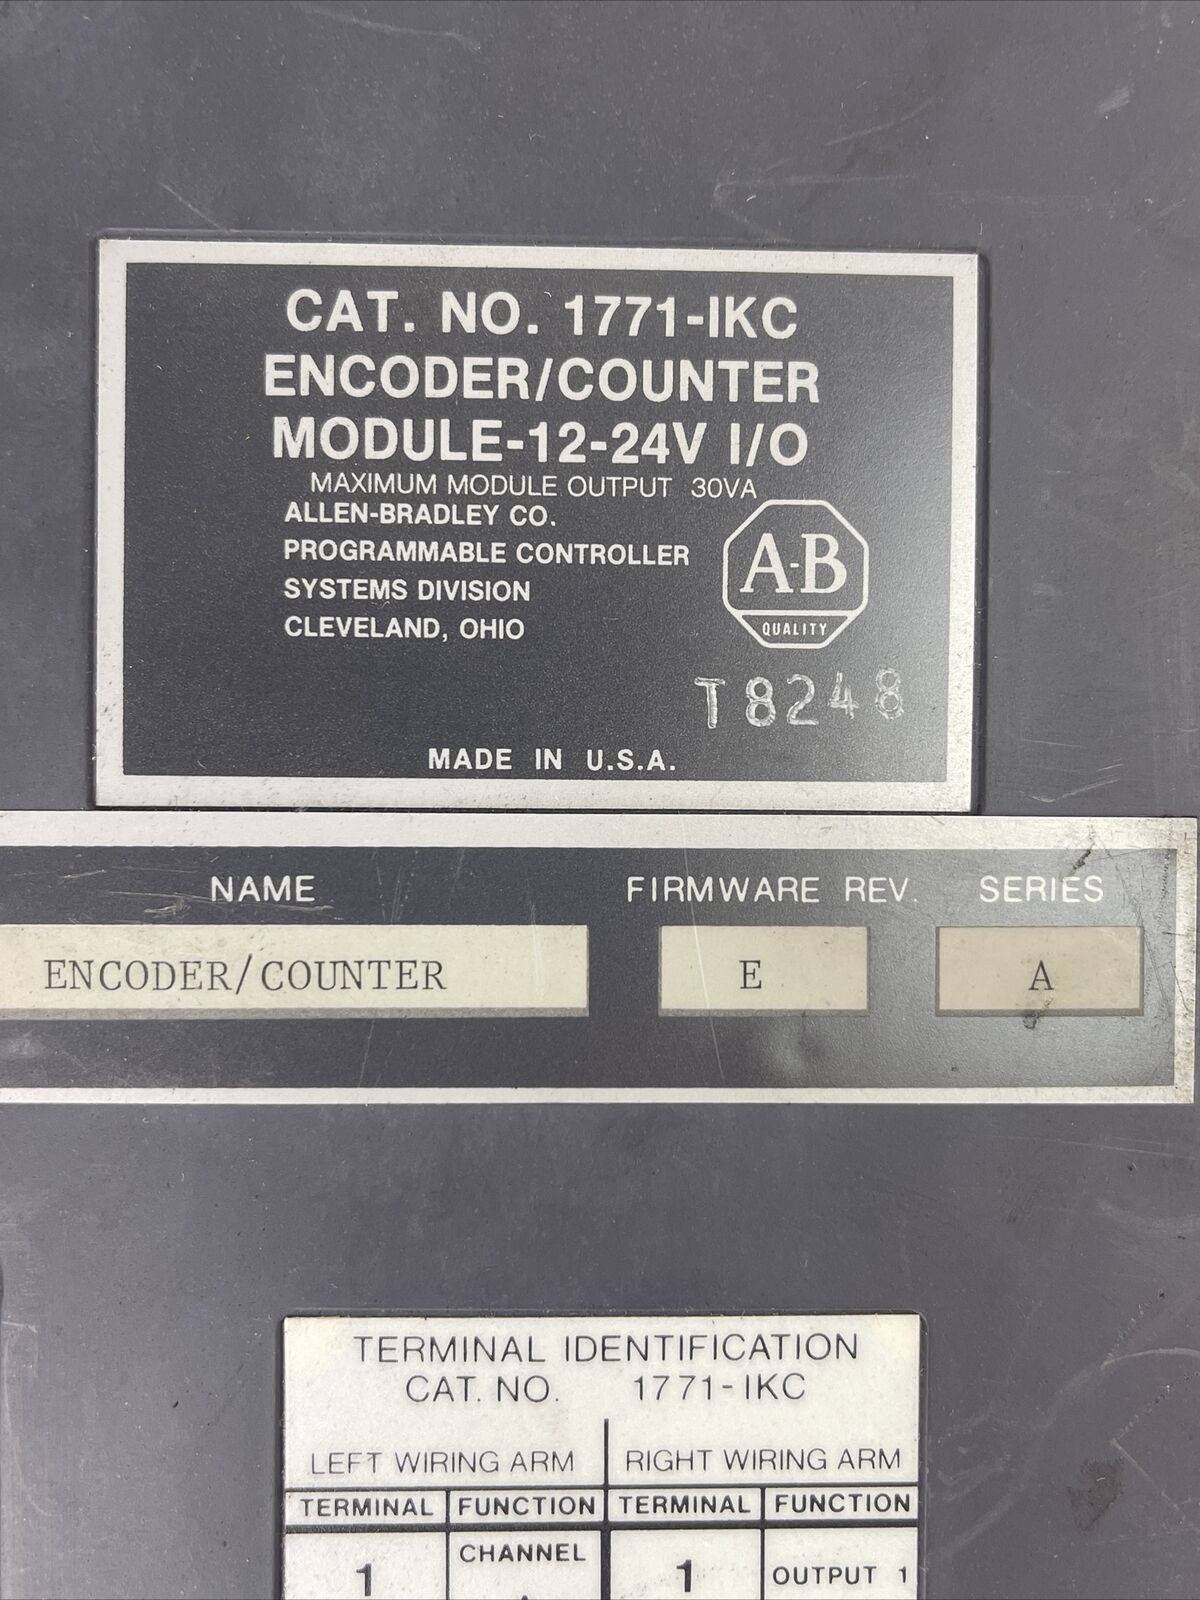 CAT. NO. 1771-IKC
ENCODER/COUNTER
MODULE-12-24V I/O
MAXIMUM MODULE OUTPUT 30VA
ALLEN-BRADLEY CO.
PROGRAMMABLE CONTROLLER
SYSTEMS DIVISION
CLEVELAND, OHIO
A-B
QUALITY
T8248
MADE IN U.S.A.
NAME FIRMWARE REV. SERIES
ENCODER/COUNTER E A
TERMINAL IDENTIFICATION
CAT. NO. 1771-IKC
LEFT WIRING ARM RIGHT WIRING ARM
TERMINAL FUNCTION TERMINAL FUNCTION
1 CHANNEL 1 OUTPUT 1